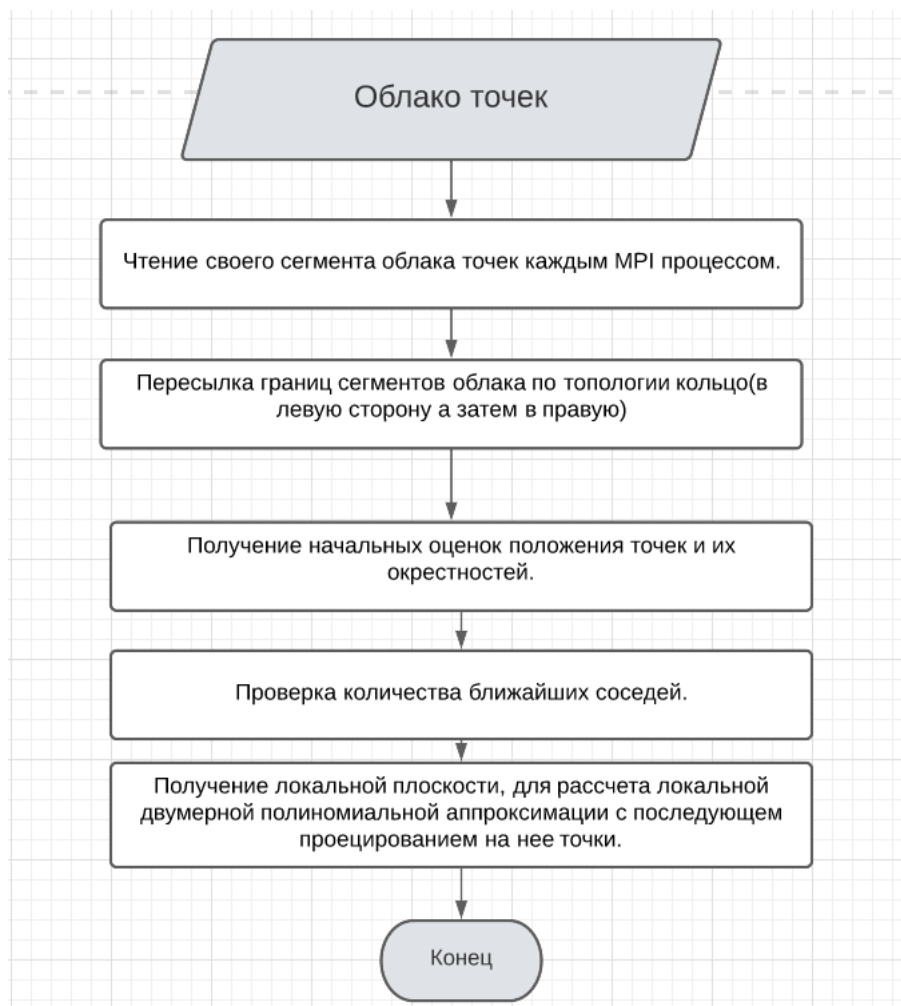 Облако точек
Чтение своего сегмента облака точек каждым MPI процессом.
Пересылка границ сегментов облака по топологии кольцо(в
левую сторону а затем в правую)
Получение начальных оценок положения точек и их
окрестностей.
Проверка количества ближайших соседей.
Получение локальной плоскости, для рассчета локальной
двумерной полиномиальной аппроксимации с последующем
проецированием на нее точки.
Конец